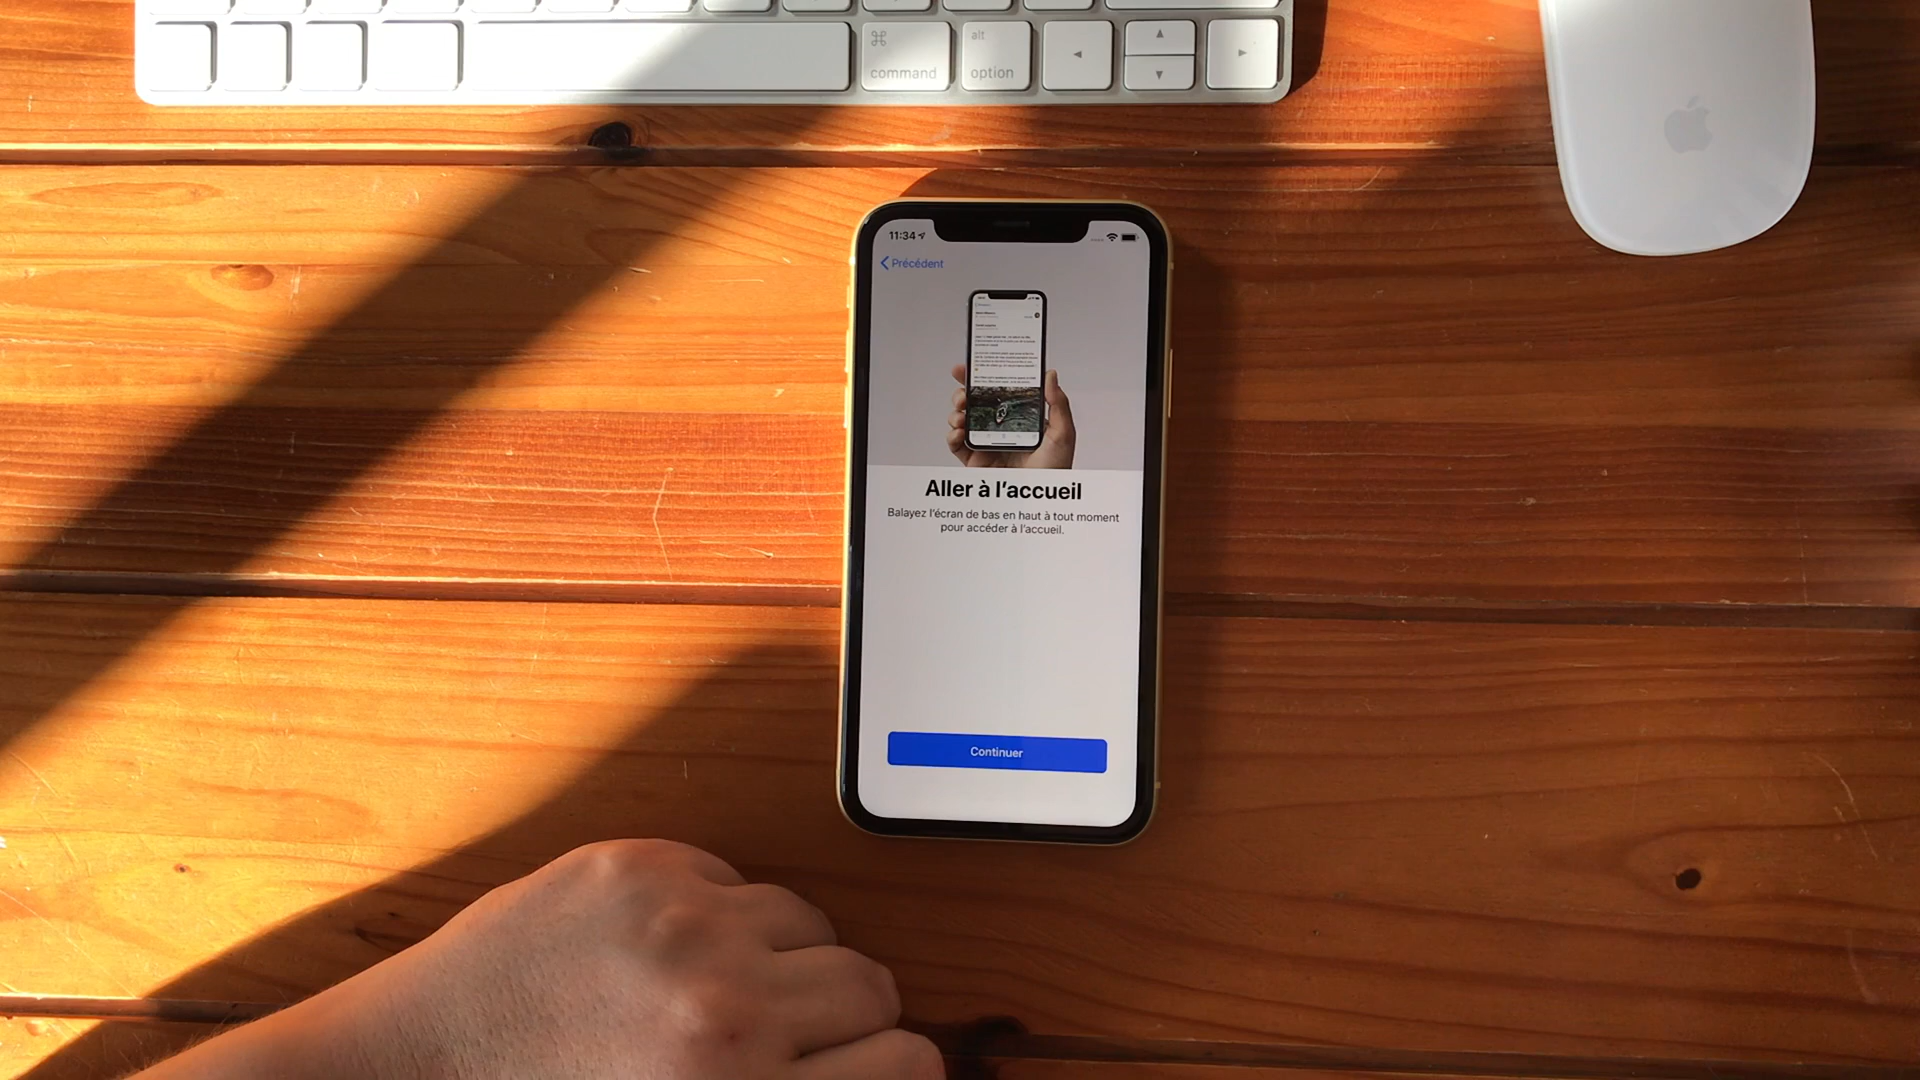 ⌘ alt
command option
11:34
Précédent
Aller à l'accueil
Balayez l'écran de bas en haut à tout moment
pour accéder à l'accueil.
Continuer